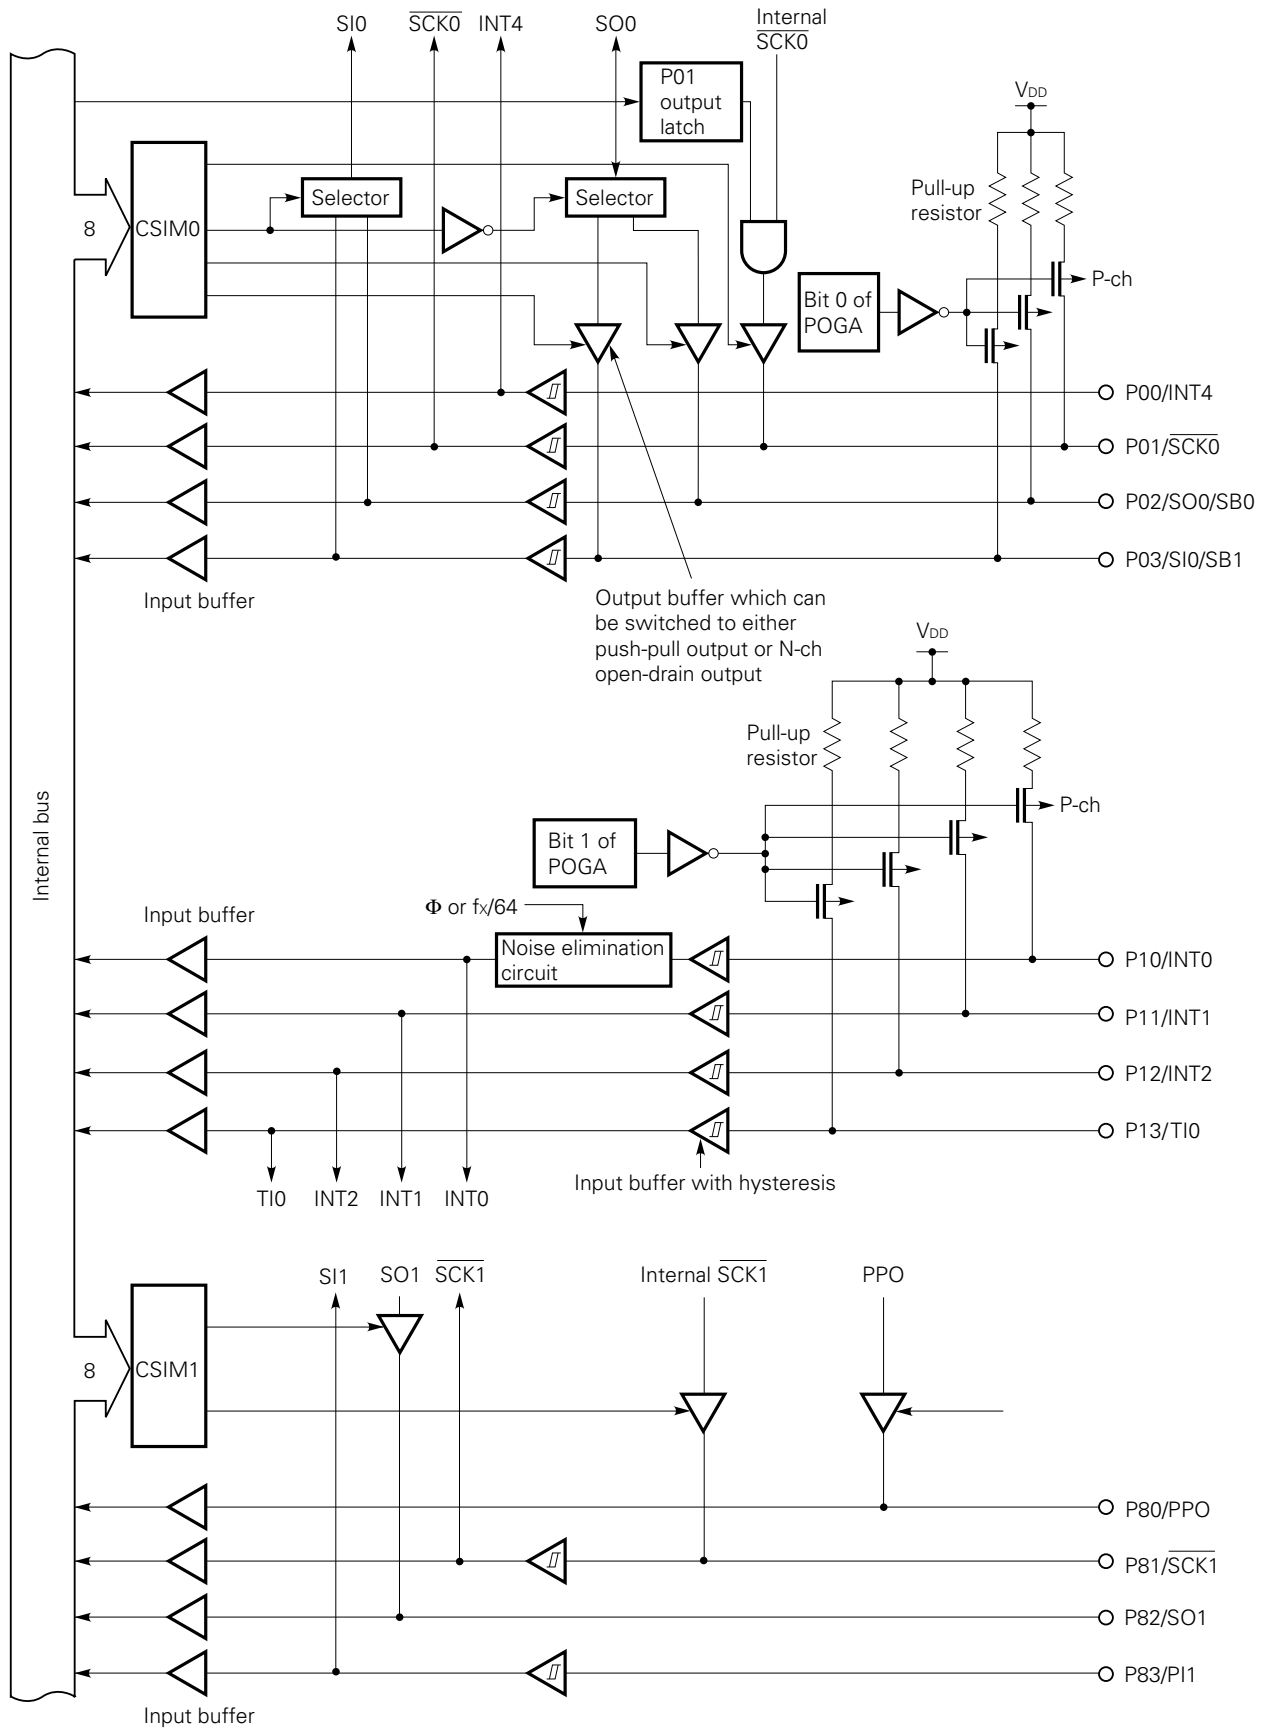 SI0
SCK0
INT4
SO0
Internal
SCK0
P01
output
latch
VDD
Pull-up
resistor
8
CSIM0
Selector
Selector
P-ch
Bit 0 of
POGA
P00/INT4
P01/SCK0
P02/SO0/SB0
P03/SI0/SB1
Input buffer
Output buffer which can
be switched to either
push-pull output or N-ch
open-drain output
VDD
Pull-up
resistor
P-ch
Internal bus
Bit 1 of
POGA
Input buffer
Φ or fX/64
Noise elimination
circuit
P10/INT0
P11/INT1
P12/INT2
P13/TI0
Input buffer with hysteresis
TI0
INT2
INT1
INT0
SI1
SO1
SCK1
Internal SCK1
PPO
8
CSIM1
P80/PPO
P81/SCK1
P82/SO1
P83/PI1
Input buffer